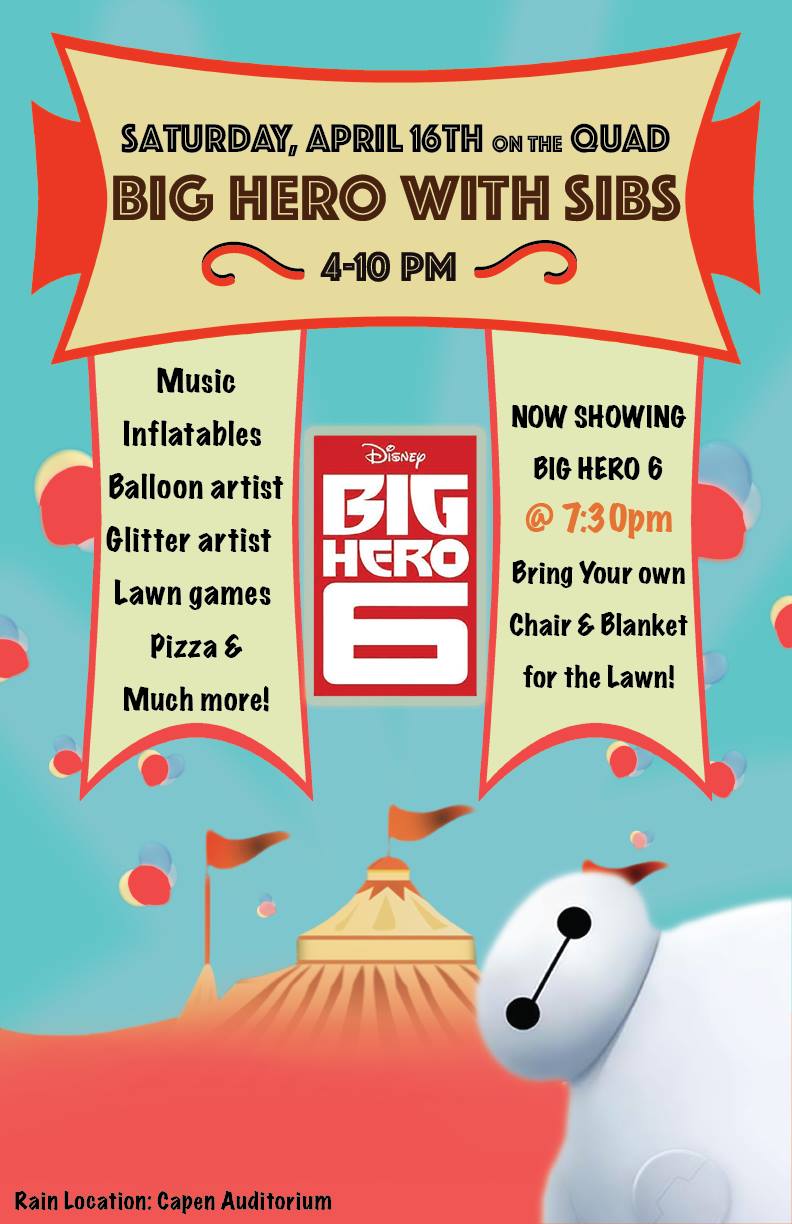 SATURDAY, APRIL 16TH ON THE QUAD
BIG HERO WITH SIBS
4-10 PM
Music
Inflatables
Balloon artist
Glitter artist
Lawn games
Pizza &
Much more!
Disney
BIG
HERO
6
NOW SHOWING
BIG HERO 6
@ 7:30pm
Bring Your own
Chair & Blanket
for the Lawn!
Rain Location: Capen Auditorium